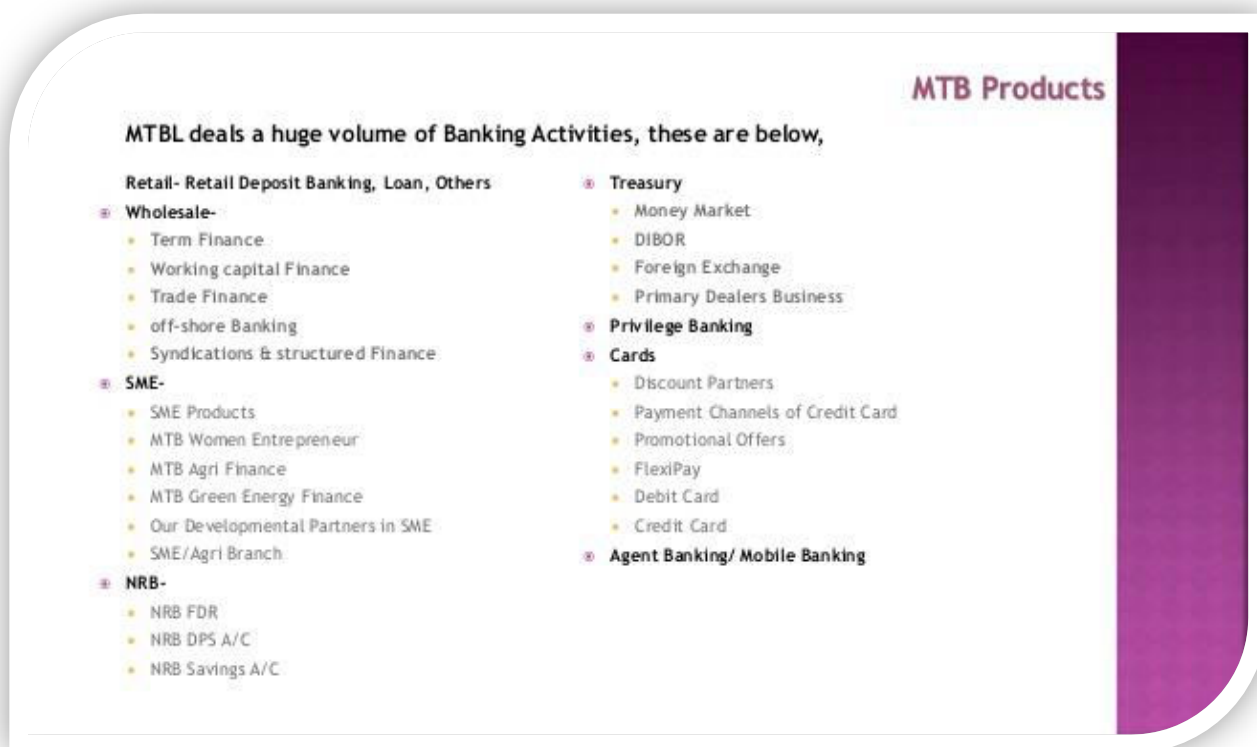 MTB Products
MTBL deals a huge volume of Banking Activities, these are below,
Retail- Retail Deposit Banking, Loan, Others
Wholesale-
Term Finance
Working capital Finance
Trade Finance
off-shore Banking
Syndications & structured Finance
SME-
SME Products
MTB Women Entrepreneur
MTB Agri Finance
MTB Green Energy Finance
Our Developmental Partners in SME
SME/Agri Branch
NRB-
NRB FDR
NRB DPS A/C
NRB Savings A/C
Treasury
Money Market
DIBOR
Foreign Exchange
Primary Dealers Business
Privilege Banking
Cards
Discount Partners
Payment Channels of Credit Card
Promotional Offers
FlexiPay
Debit Card
Credit Card
Agent Banking/ Mobile Banking